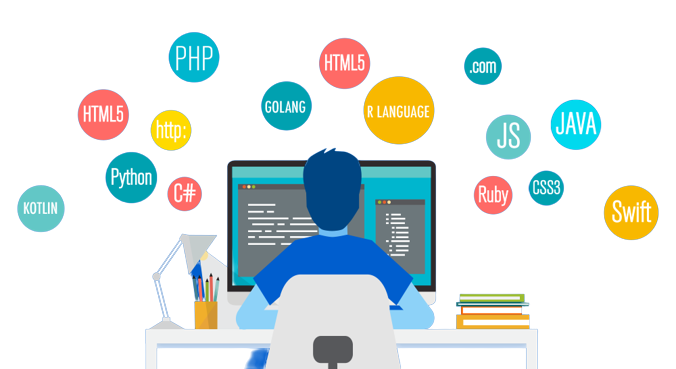 PHP
HTML5
.com
HTML5
GOLANG
R LANGUAGE
http:
JS
JAVA
Python
C#
Ruby
CSS3
KOTLIN
Swift